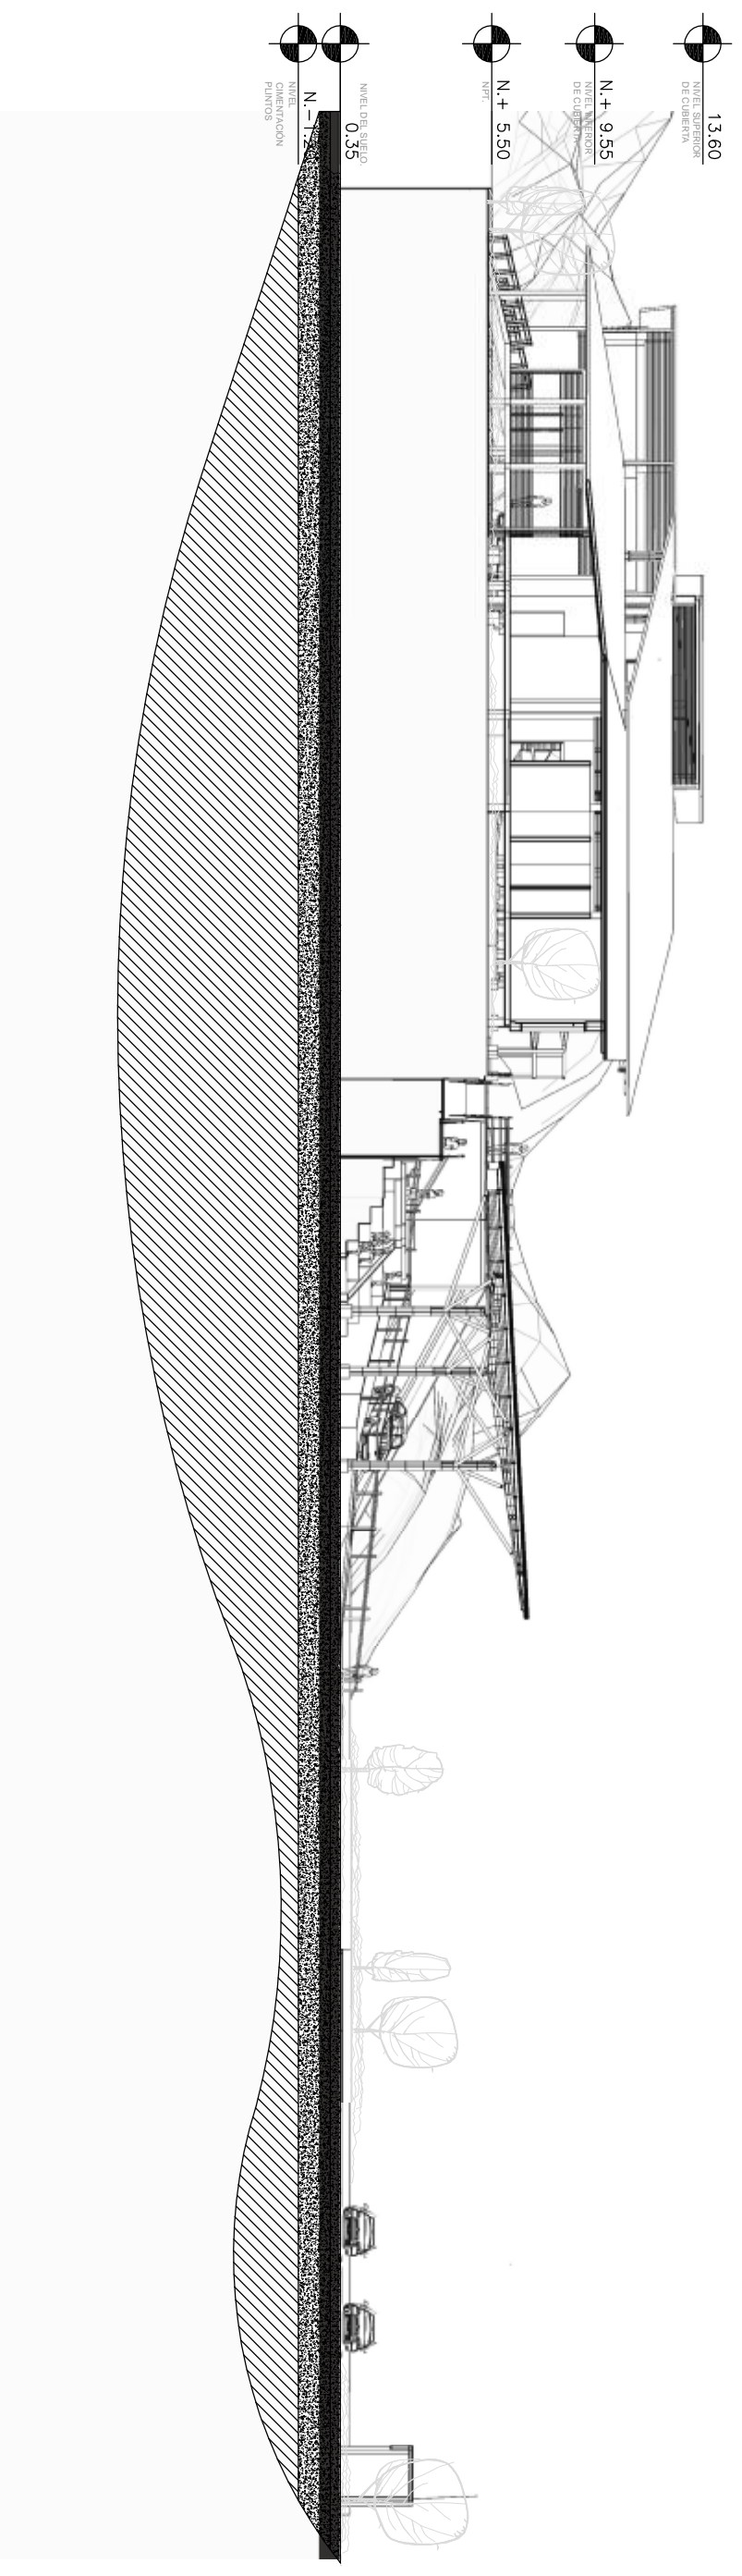 13.60
NIVEL SUPERIOR
DE CUBIERTA
N.+ 9.55
NIVEL INFERIOR
DE CUBIERTA
N.+ 5.50
NPT.
NIVEL DEL SUELO.
0.35
NIVEL
CIMENTACIÓN
PLINTOS